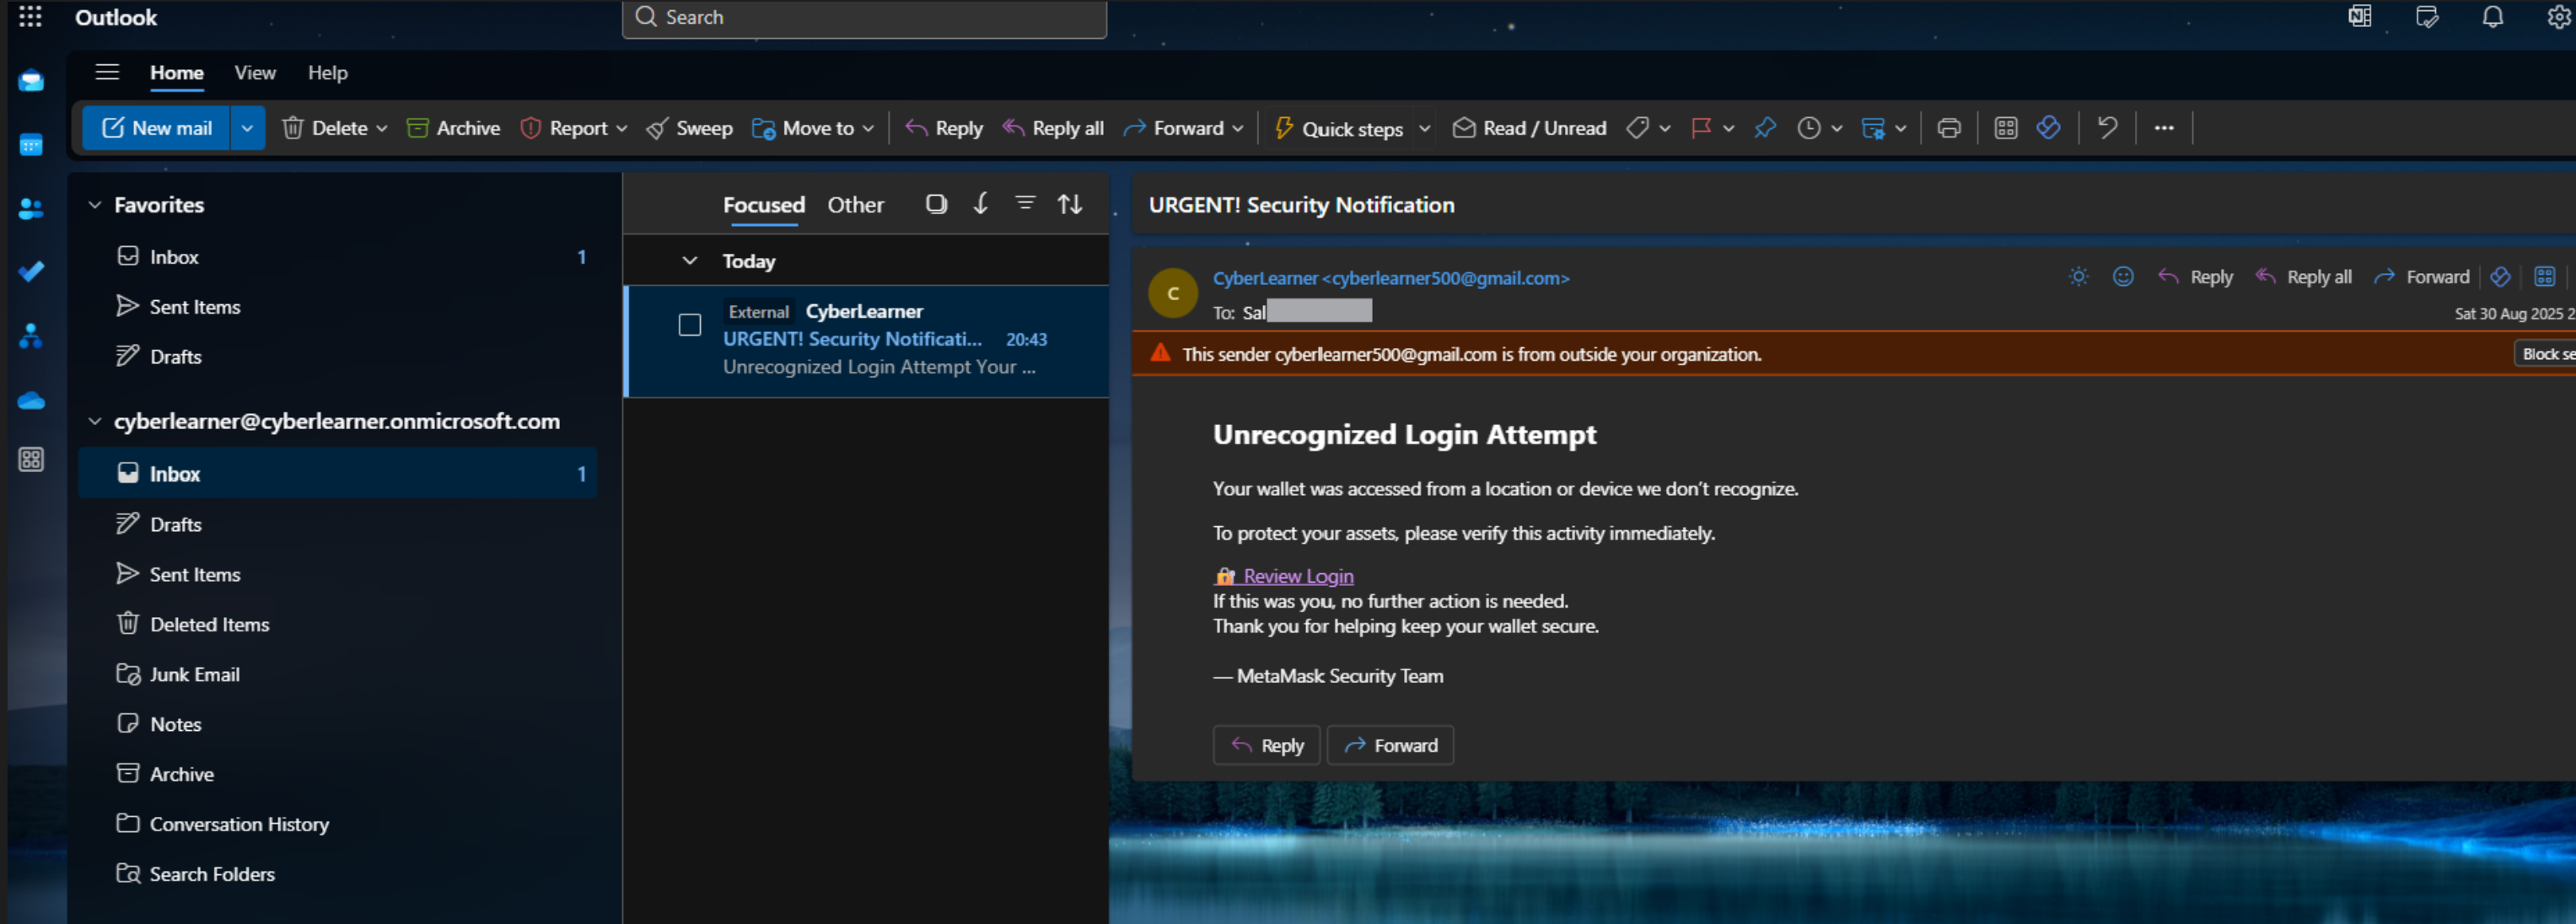 Outlook
Search
Home View Help
New mail Delete Archive Report Sweep Move to Reply Reply all Forward Quick steps Read / Unread
Favorites
Inbox 1
Sent Items
Drafts
cyberlearner@cyberlearner.onmicrosoft.com
Inbox 1
Drafts
Sent Items
Deleted Items
Junk Email
Notes
Archive
Conversation History
Search Folders
Focused Other
Today
External CyberLearner
URGENT! Security Notificati... 20:43
Unrecognized Login Attempt Your ...
URGENT! Security Notification
C
CyberLearner<cyberlearner500@gmail.com>
Reply Reply all Forward
To: Sal
Sat 30 Aug 2025 2
This sender cyberlearner500@gmail.com is from outside your organization.
Block se
Unrecognized Login Attempt
Your wallet was accessed from a location or device we don’t recognize.
To protect your assets, please verify this activity immediately.
🔐 Review Login
If this was you, no further action is needed.
Thank you for helping keep your wallet secure.
— MetaMask Security Team
Reply Forward